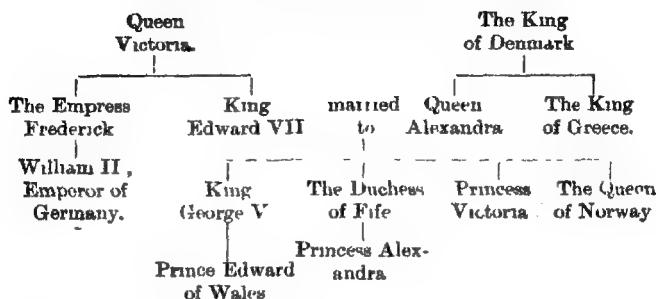 Queen The King
Victoria. of Denmark
The Empress King married Queen The King
Frederick Edward VII to Alexandra of Greece.
William II, King The Duchess Princess The Queen
Emperor of George V of Fife Victoria of Norway
Germany.
Princess Alex-
Prince Edward andra
of Wales